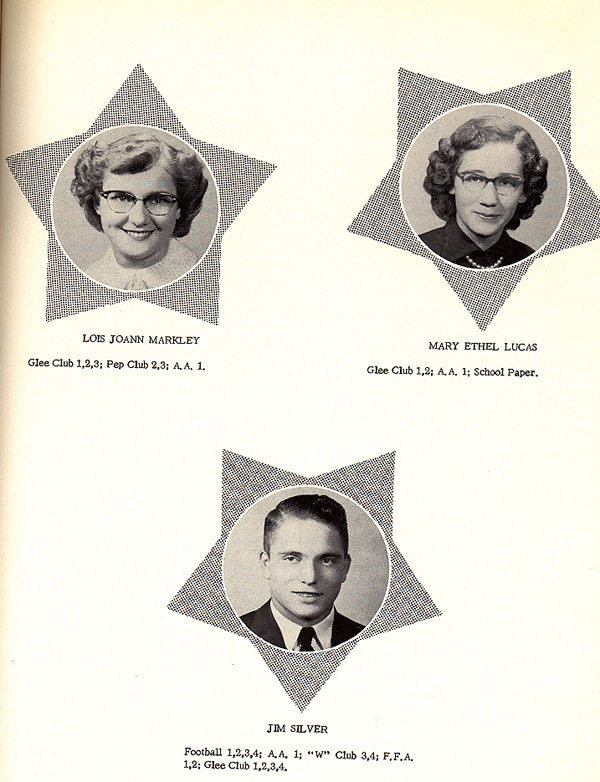 LOIS JOANN MARKLEY
Glee Club 1,2,3; Pep Club 2,3; A.A. 1.
MARY ETHEL LUCAS
Glee Club 1,2; A.A. 1; School Paper.
JIM SILVER
Football 1,2,3,4; A.A. 1; "W" Club 3,4; F.F.A.
1,2; Glee Club 1,2,3,4.